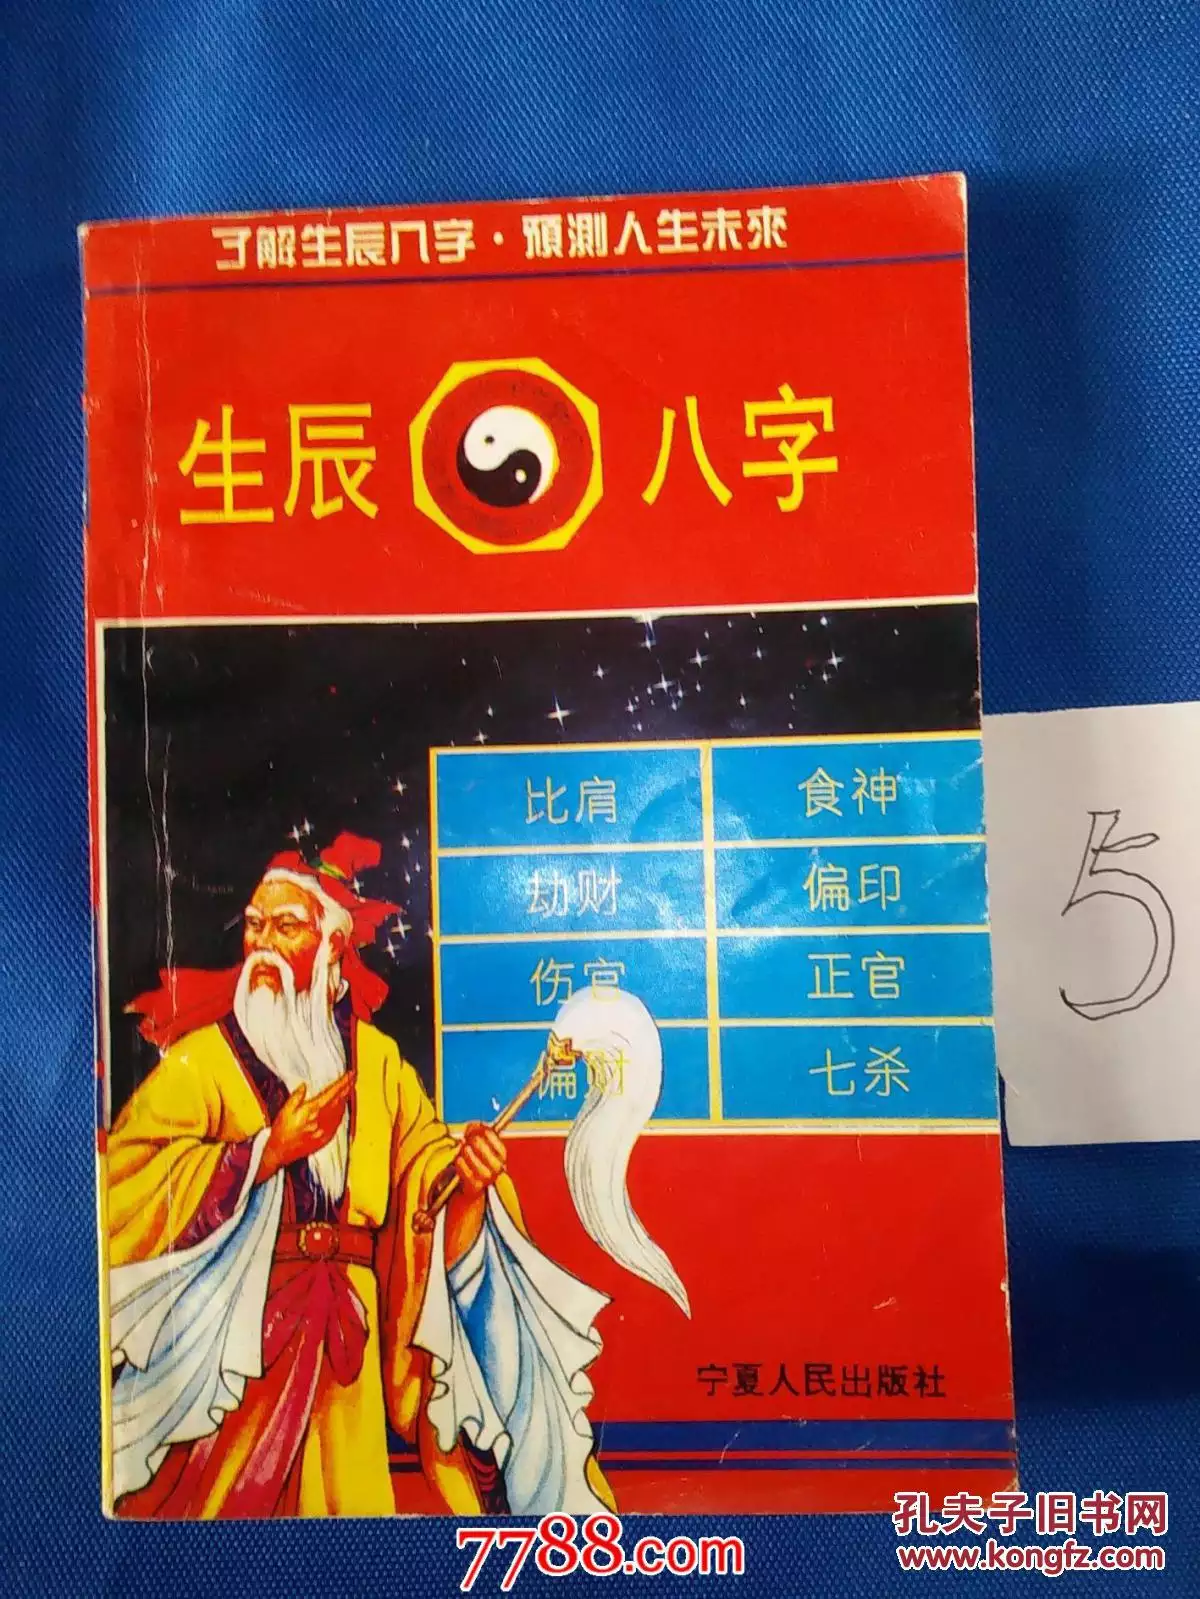 了解生辰八字·預測人生未來
生辰 八字
比肩 食神
劫财 偏印
伤官 正官
偏财 七杀
5
宁夏人民出版社
孔夫子旧书网
www.kongfz.com
7788.com